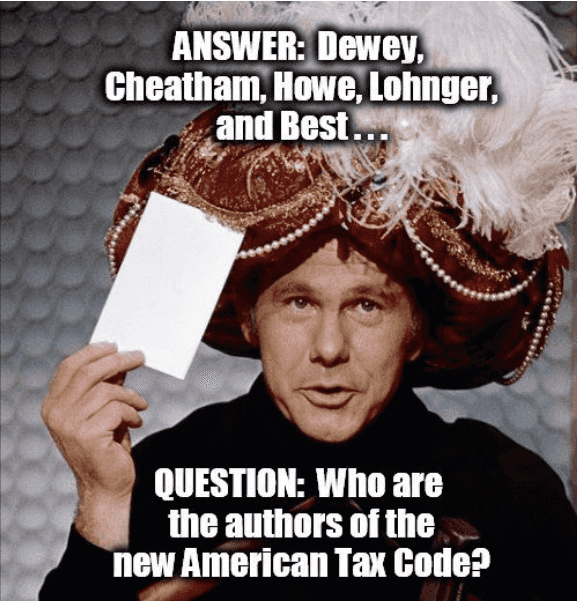 ANSWER: Dewey,
Cheatham, Howe, Lohnger,
and Best . . .
QUESTION: Who are
the authors of the
new American Tax Code?